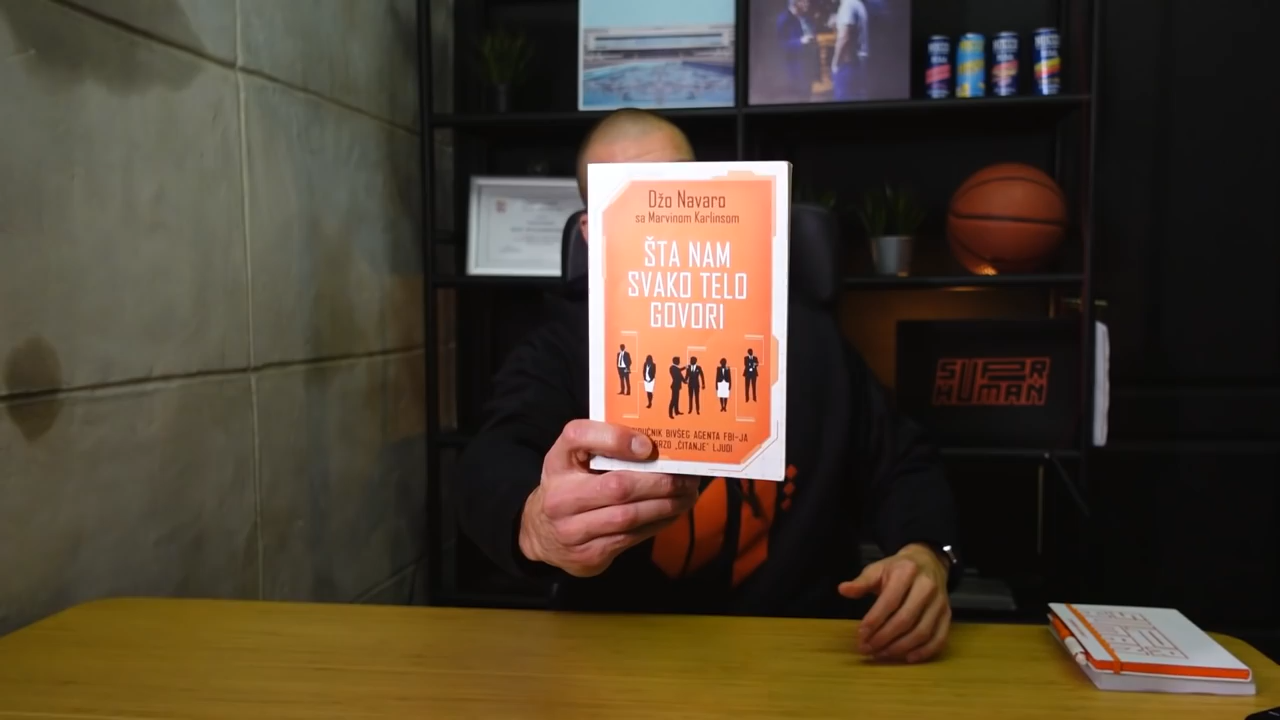 Džo Navaro
sa Marvinom Karlinsom
ŠTA NAM
SVAKO TELO
GOVORI
BIVŠEG AGENTA FBI-JA
BRZO „ČITANJE” LJUDI
SUPER
HUMAN